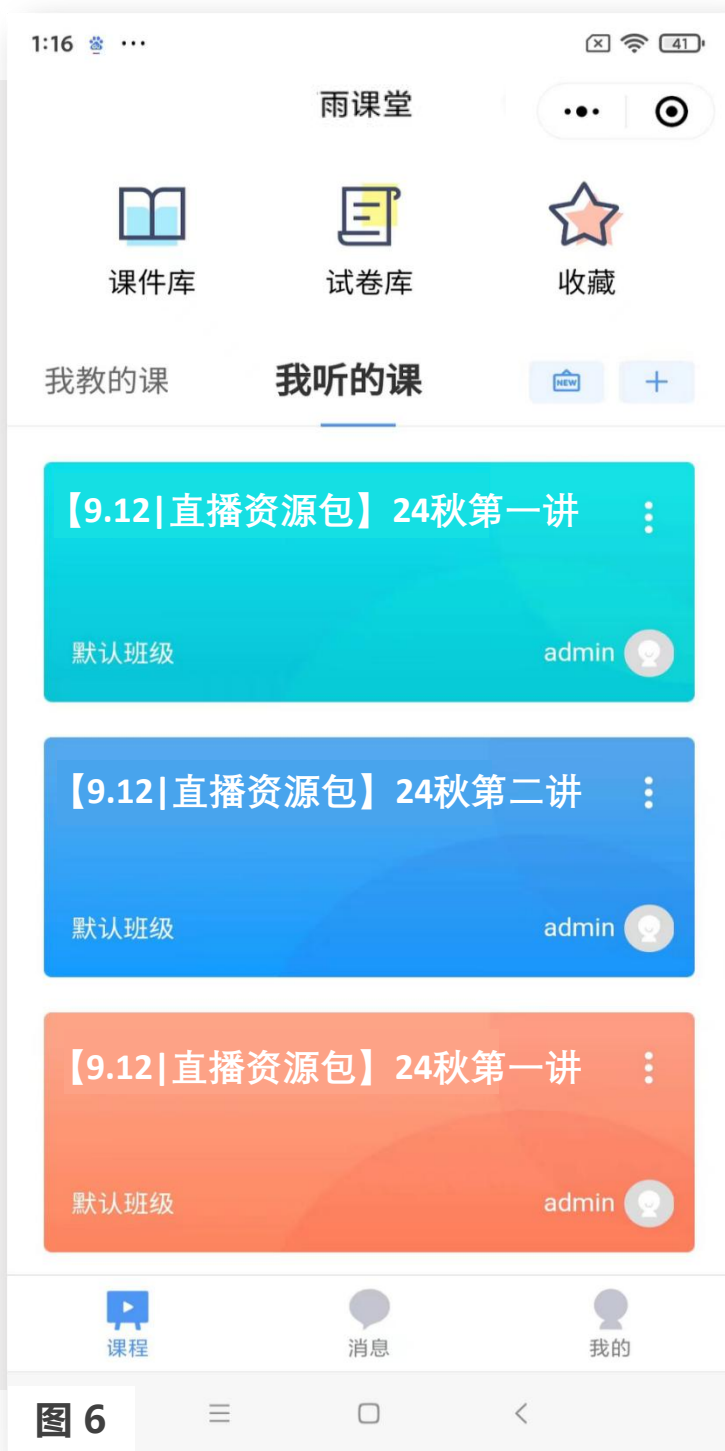 1:16 ··· 41
雨课堂
课件库 试卷库 收藏
我教的课 我听的课 NEW +
【9.12|直播资源包】24秋第一讲
默认班级 admin
【9.12|直播资源包】24秋第二讲
默认班级 admin
【9.12|直播资源包】24秋第一讲
默认班级 admin
课程 消息 我的
图 6